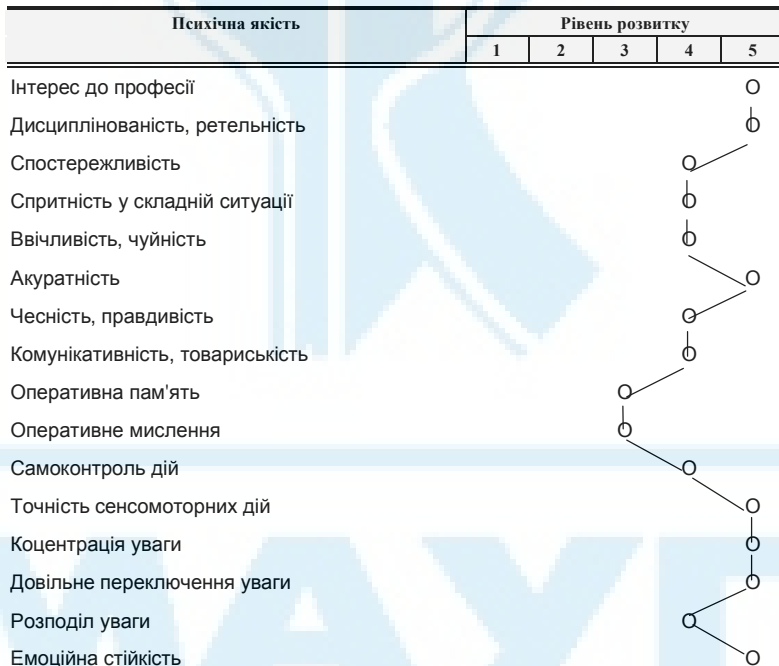 Психічна якість Рівень розвитку
1 2 3 4 5
Інтерес до професії O
Дисциплінованість, ретельність O
Спостережливість O
Спритність у складній ситуації O
Ввічливість, чуйність O
Акуратність O
Чесність, правдивість O
Комунікативність, товариськість O
Оперативна пам'ять O
Оперативне мислення O
Самоконтроль дій O
Точність сенсомоторних дій O
Коцентрація уваги O
Довільне переключення уваги O
Розподіл уваги O
Емоційна стійкість O
МАУП